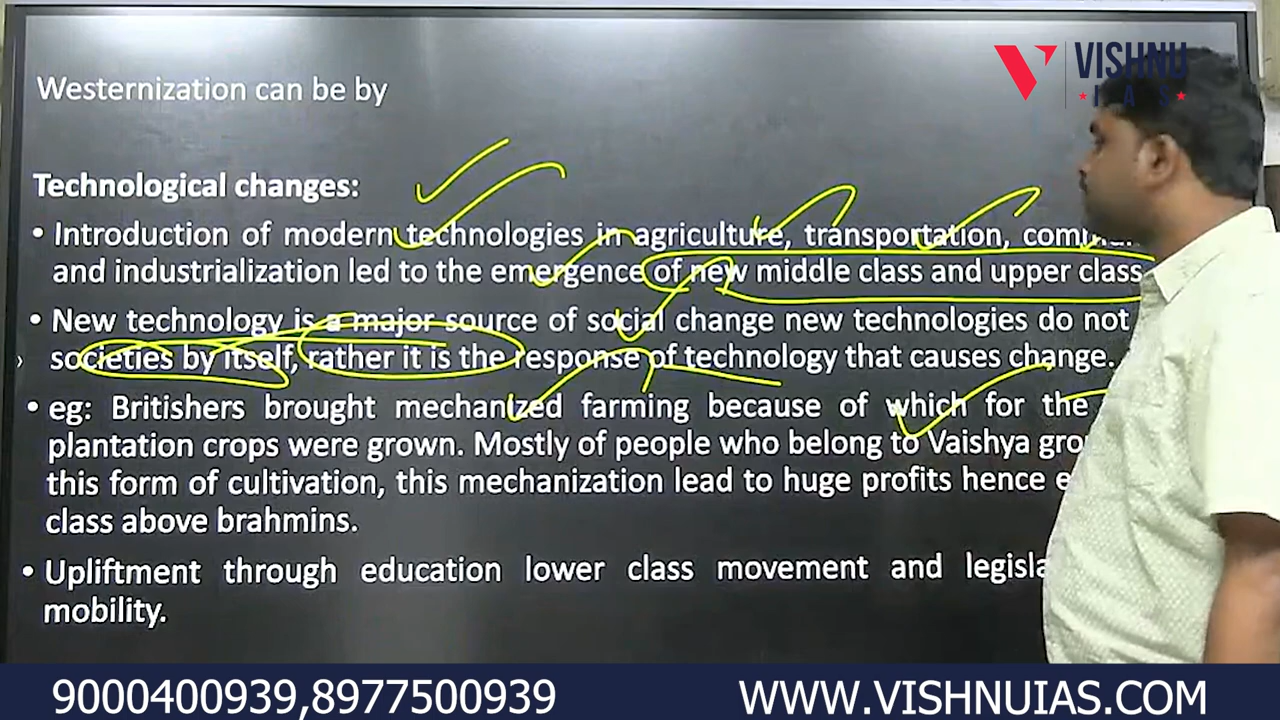 VISHNU
IAS
Westernization can be by
Technological changes:
• Introduction of modern technologies in agriculture, transportation,
and industrialization led to the emergence of new middle class and upper class
• New technology is a major source of social change new technologies do not
societies by itself, rather it is the response of technology that causes change.
• eg: Britishers brought mechanized farming because of which for the
plantation crops were grown. Mostly of people who belong to Vaishya
this form of cultivation, this mechanization lead to huge profits hence
class above brahmins.
• Upliftment through education lower class movement and
mobility.
9000400939,8977500939
WWW.VISHNUIAS.COM